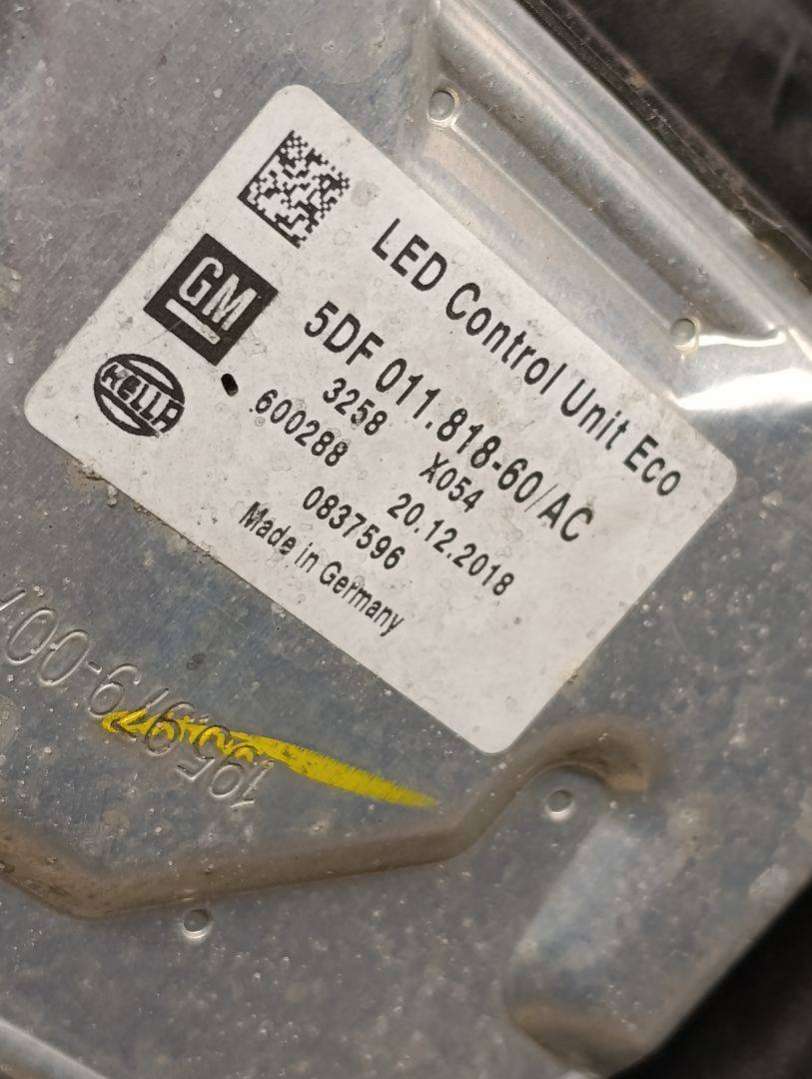 LED Control Unit Eco
GM
5DF 011.818-60/AC
3258 X054
HELLA
600288 20.12.2018
0837596
Made in Germany